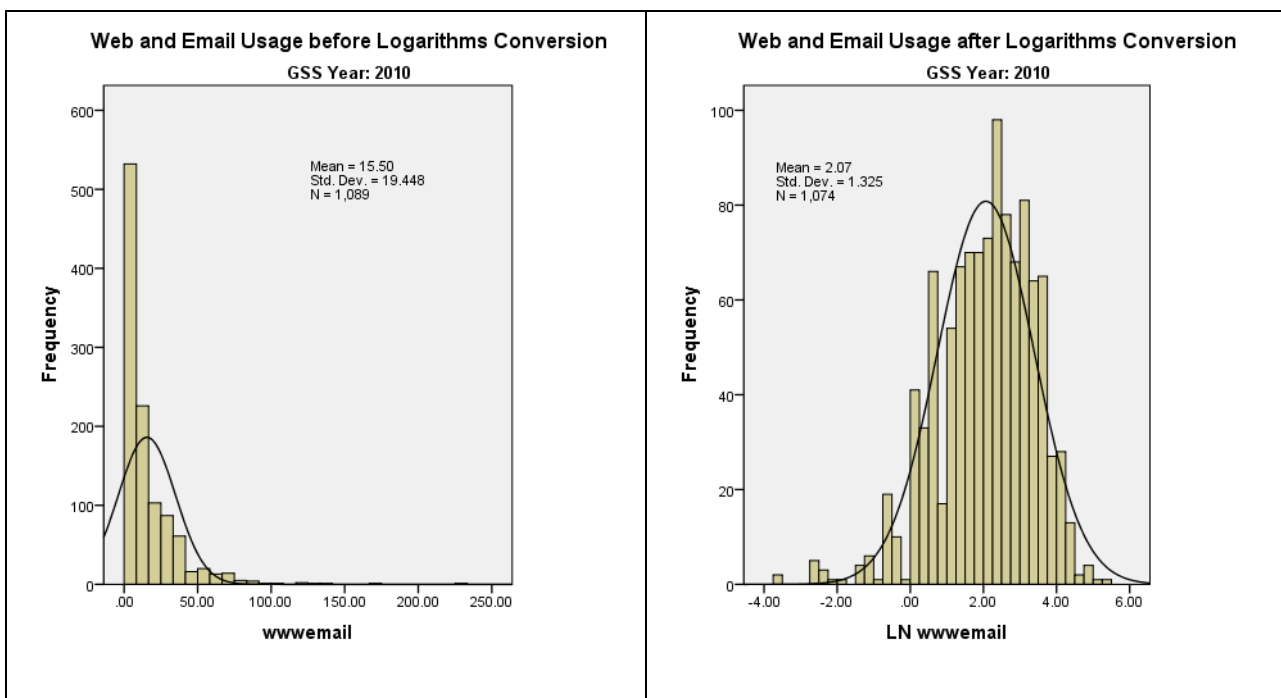 Web and Email Usage before Logarithms Conversion
GSS Year: 2010
600
500
400
300
200
100
0
Frequency
Mean = 15.50
Std. Dev. = 19.448
N = 1,089
.00 50.00 100.00 150.00 200.00 250.00
wwwemail
Web and Email Usage after Logarithms Conversion
GSS Year: 2010
100
80
60
40
20
0
Frequency
Mean = 2.07
Std. Dev. = 1.325
N = 1,074
-4.00 -2.00 .00 2.00 4.00 6.00
LN wwwemail